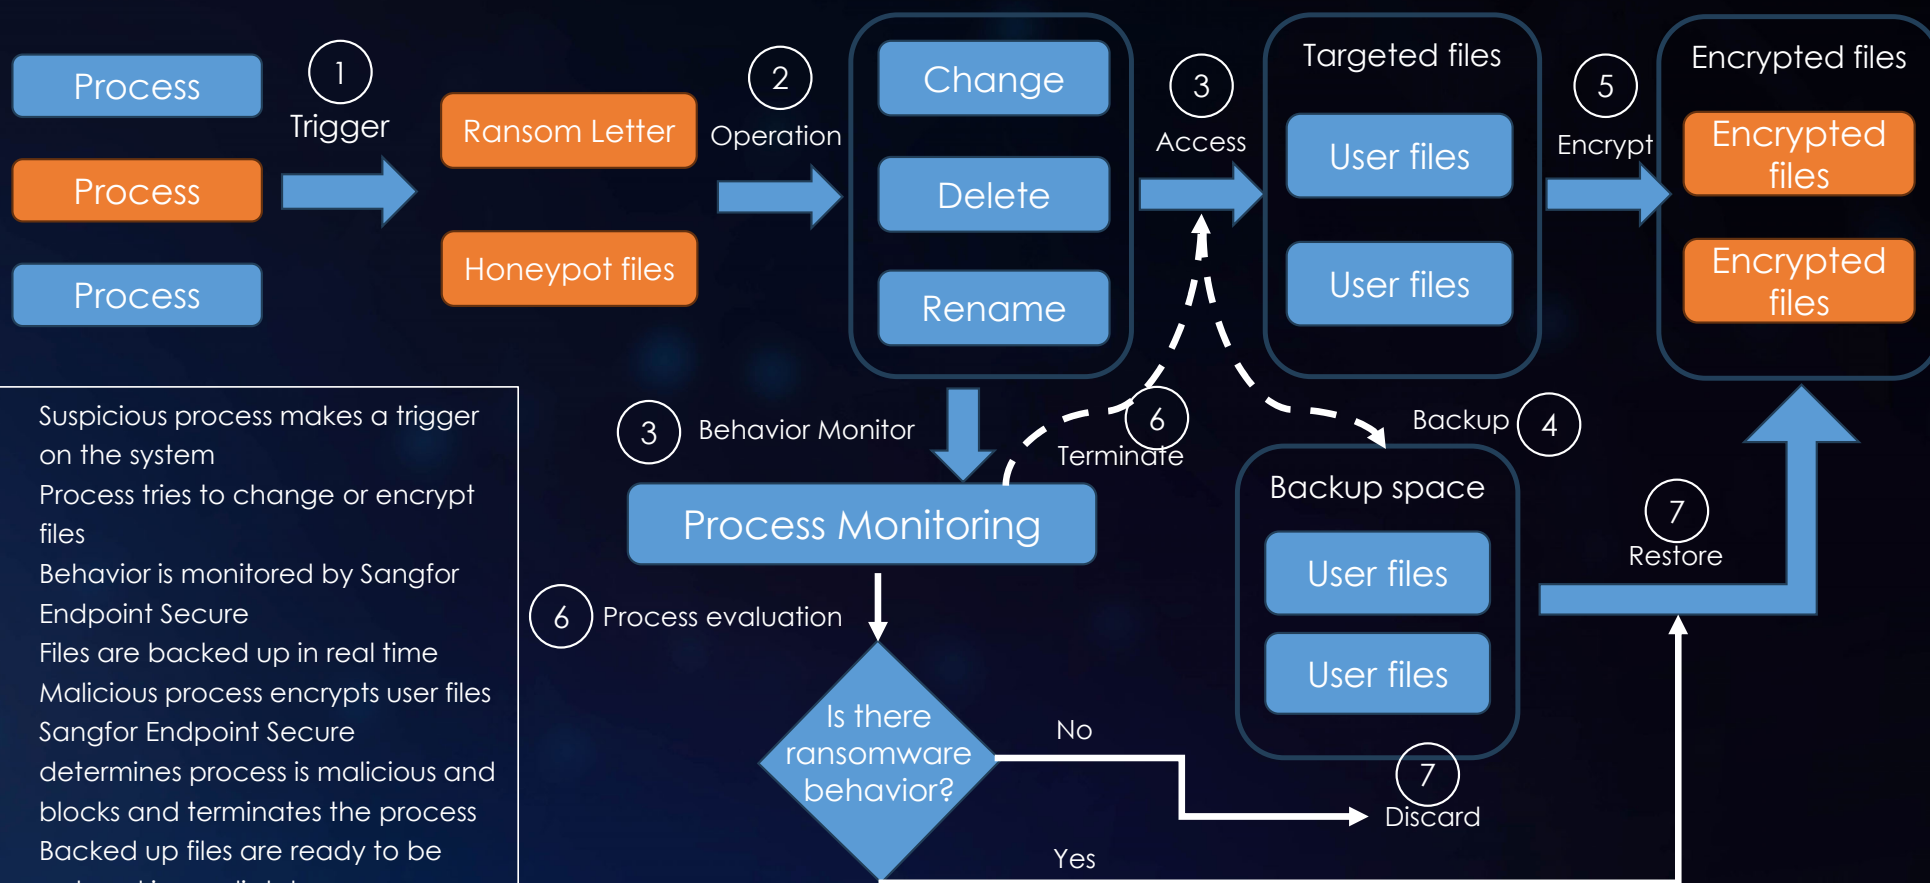 Process
Process
Process
1
Trigger
Ransom Letter
Honeypot files
2
Operation
Change
Delete
Rename
3
Access
Targeted files
User files
User files
5
Encrypt
Encrypted files
Encrypted
files
Encrypted
files
3
Behavior Monitor
6
Terminate
Backup
4
Process Monitoring
Backup space
User files
User files
7
Restore
6
Process evaluation
Is there
ransomware
behavior?
No
7
Discard
Yes
Suspicious process makes a trigger
on the system
Process tries to change or encrypt
files
Behavior is monitored by Sangfor
Endpoint Secure
Files are backed up in real time
Malicious process encrypts user files
Sangfor Endpoint Secure
determines process is malicious and
blocks and terminates the process
Backed up files are ready to be